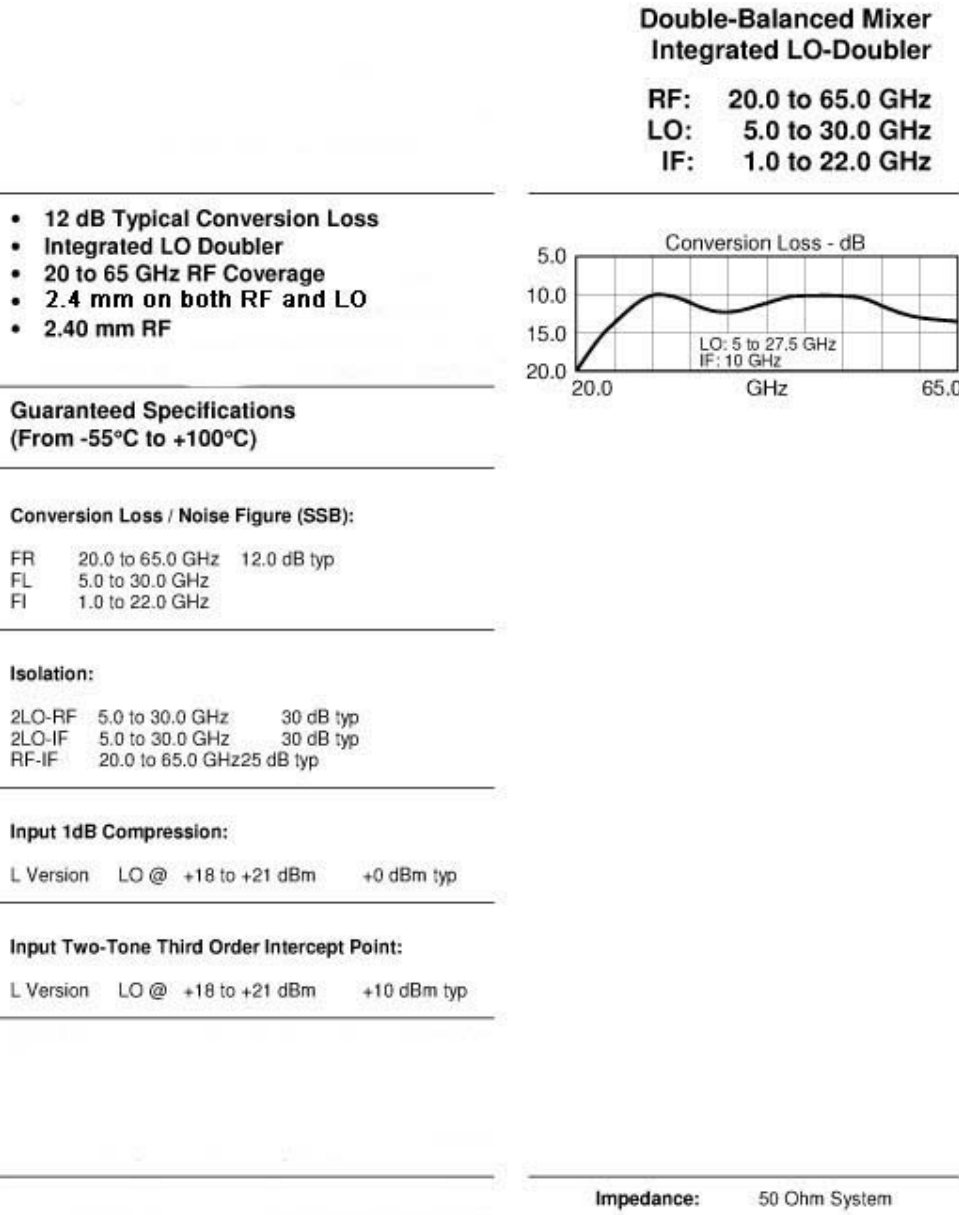 Double-Balanced Mixer
Integrated LO-Doubler
RF: 20.0 to 65.0 GHz
LO: 5.0 to 30.0 GHz
IF: 1.0 to 22.0 GHz
• 12 dB Typical Conversion Loss
• Integrated LO Doubler
• 20 to 65 GHz RF Coverage
• 2.4 mm on both RF and LO
• 2.40 mm RF
Conversion Loss - dB
5.0
10.0
15.0
20.0
LO: 5 to 27.5 GHz
IF: 10 GHz
20.0 GHz 65.0
Guaranteed Specifications
(From -55°C to +100°C)
Conversion Loss / Noise Figure (SSB):
FR 20.0 to 65.0 GHz 12.0 dB typ
FL 5.0 to 30.0 GHz
FI 1.0 to 22.0 GHz
Isolation:
2LO-RF 5.0 to 30.0 GHz 30 dB typ
2LO-IF 5.0 to 30.0 GHz 30 dB typ
RF-IF 20.0 to 65.0 GHz25 dB typ
Input 1dB Compression:
L Version LO @ +18 to +21 dBm +0 dBm typ
Input Two-Tone Third Order Intercept Point:
L Version LO @ +18 to +21 dBm +10 dBm typ
Impedance: 50 Ohm System